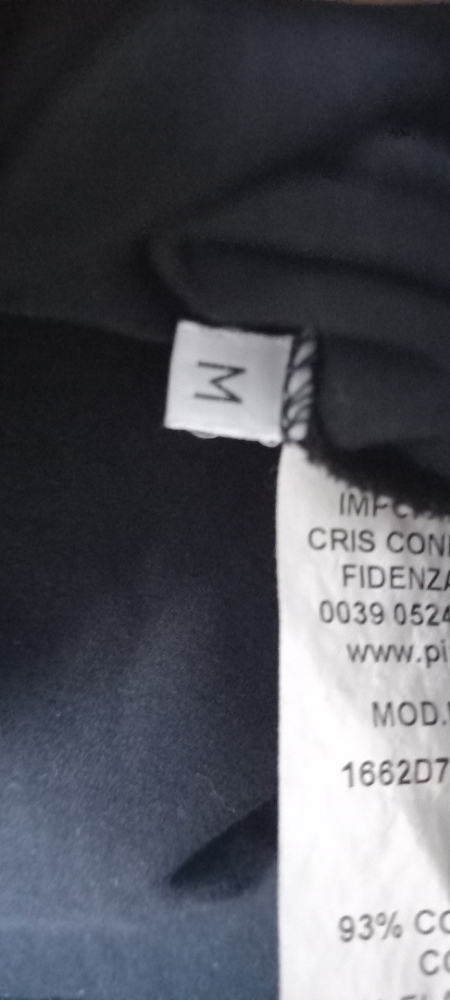 M
CRIS CON
FIDENZA
0039 0524
www.pi
MOD.
1662D7
93% CO